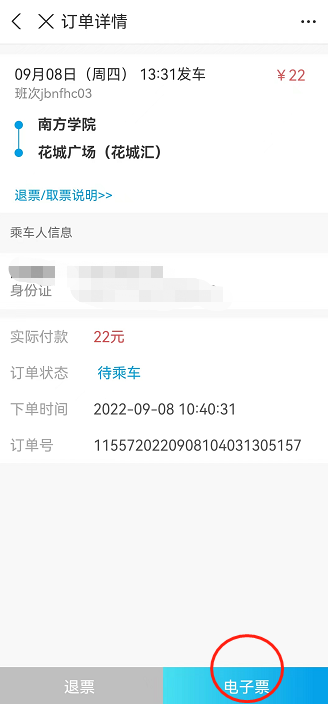 订单详情
09月08日（周四） 13:31发车 ￥22
班次jbnfhc03
南方学院
花城广场（花城汇）
退票/取票说明>>
乘车人信息
身份证
实际付款 22元
订单状态 待乘车
下单时间 2022-09-08 10:40:31
订单号 1155720220908104031305157
退票 电子票